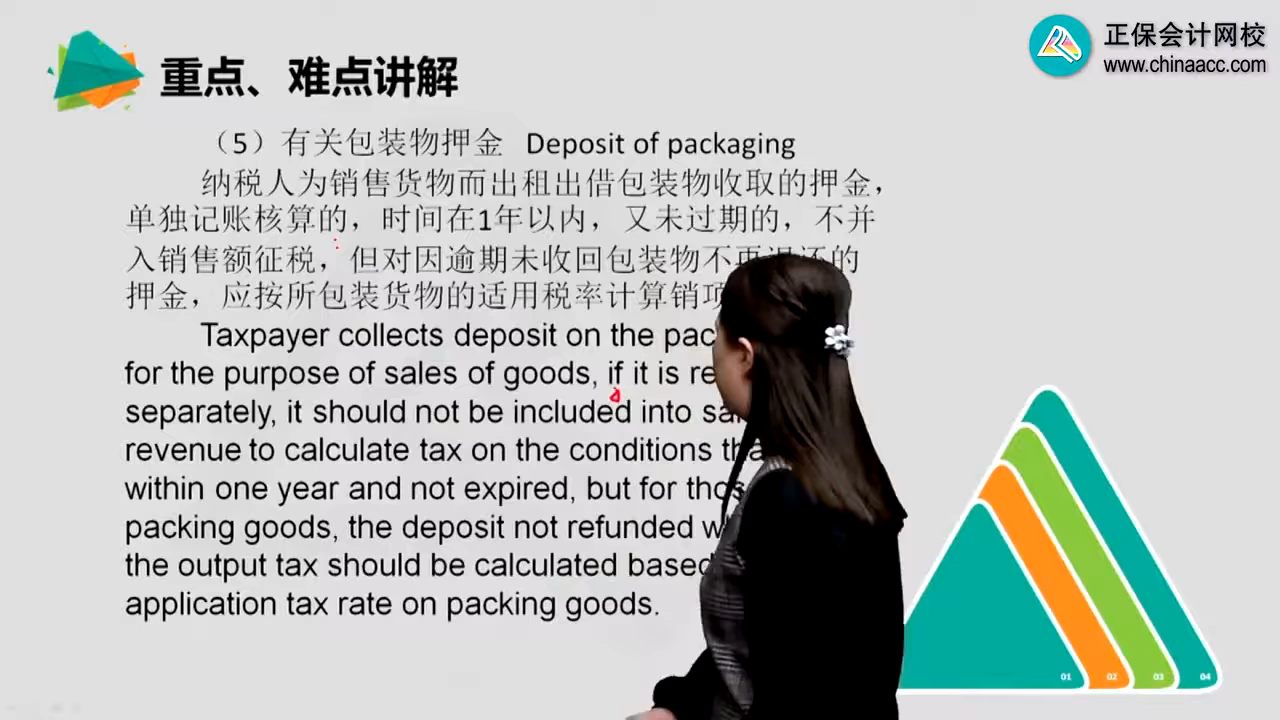 正保会计网校
www.chinaacc.com
重点、难点讲解
（5）有关包装物押金 Deposit of packaging
纳税人为销售货物而出租出借包装物收取的押金，
单独记账核算的，时间在1年以内，又未过期的，不并
入销售额征税，但对因逾期未收回包装物不再退还的
押金，应按所包装货物的适用税率计算销项
Taxpayer collects deposit on the
for the purpose of sales of goods, if it is
separately, it should not be included into
revenue to calculate tax on the conditions
within one year and not expired, but for
packing goods, the deposit not refunded
the output tax should be calculated based
application tax rate on packing goods.
01 02 03 04